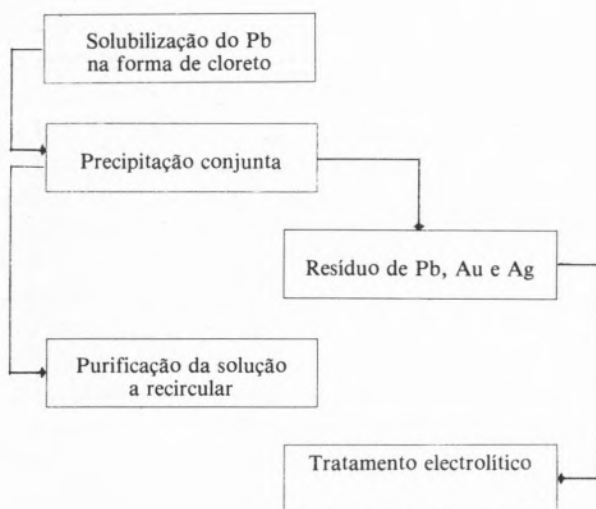 Solubilização do Pb
na forma de cloreto
Precipitação conjunta
Resíduo de Pb, Au e Ag
Purificação da solução
a recircular
Tratamento electrolítico